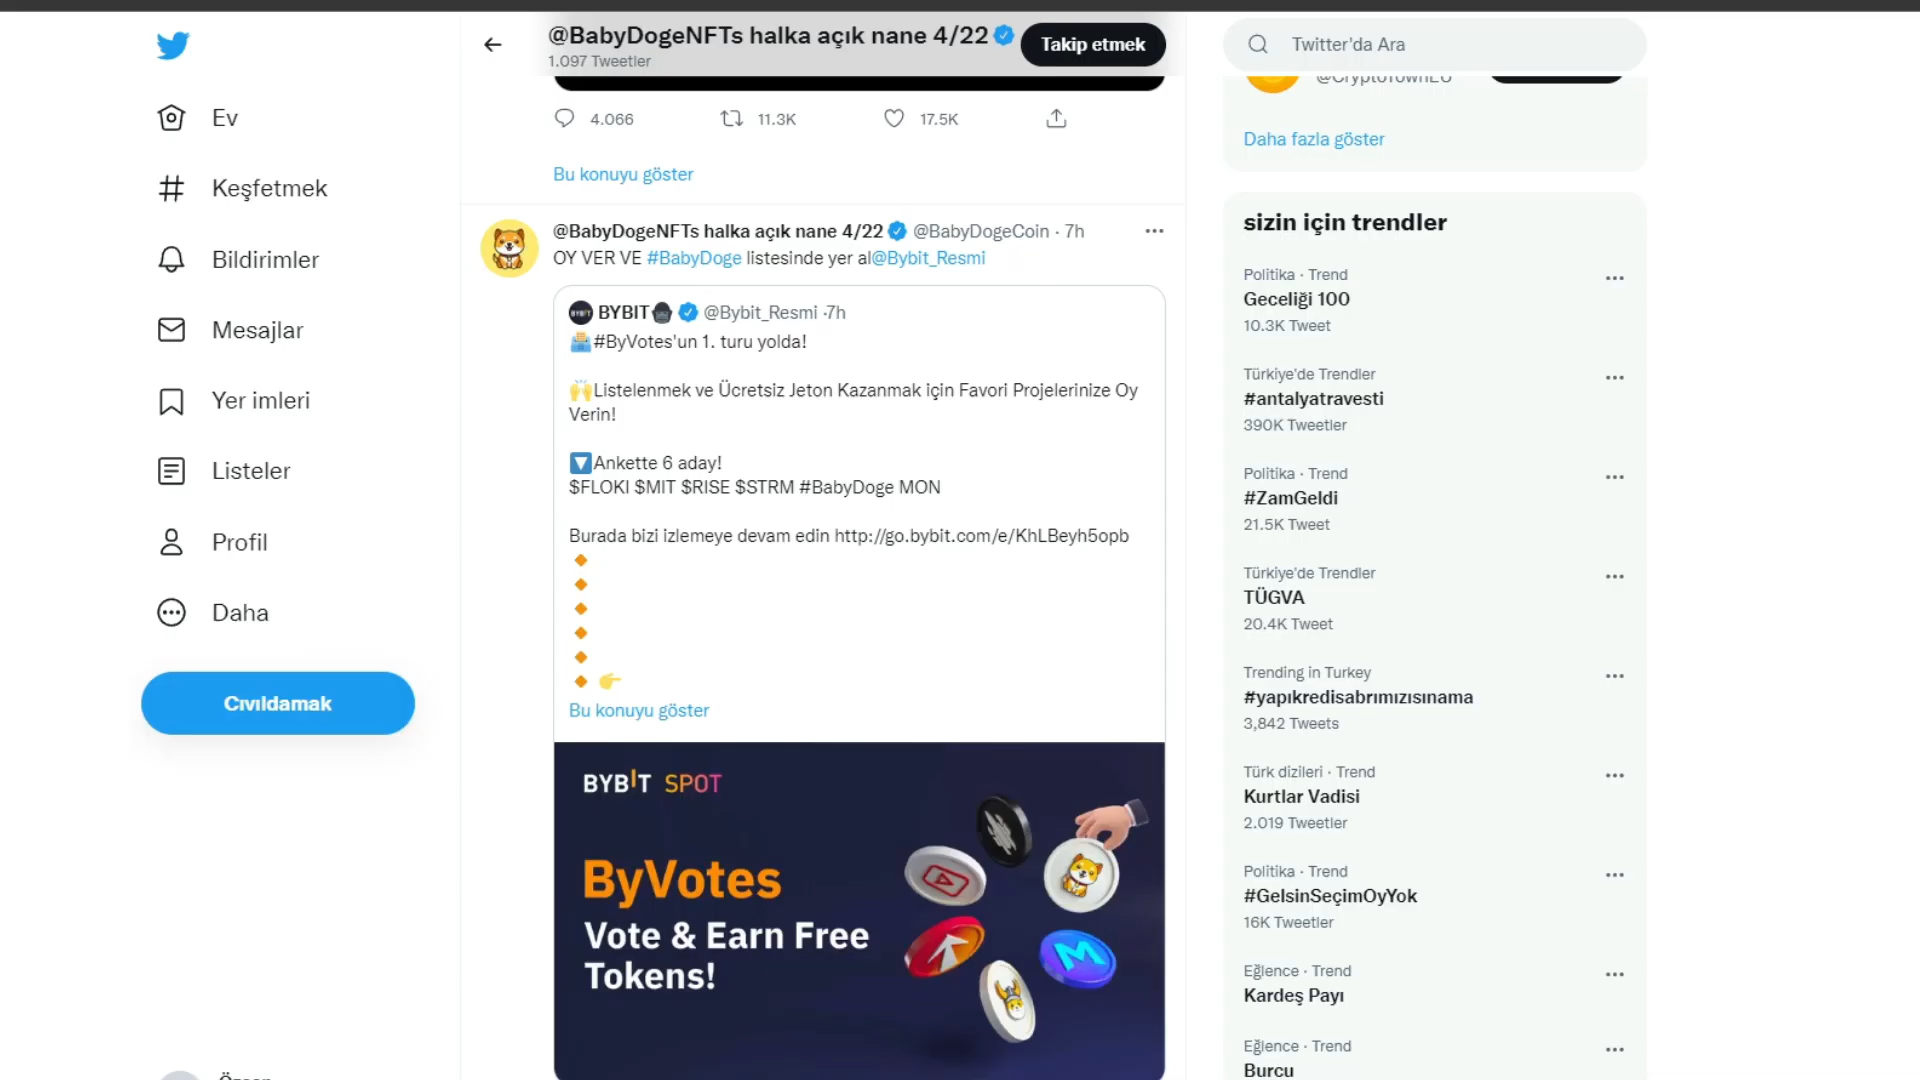 Ev
Keşfetmek
Bildirimler
Mesajlar
Yer imleri
Listeler
Profil
Daha
Cıvıldamak
@BabyDogeNFTs halka açık nane 4/22
1.097 Tweetler
Takip etmek
4.066 11.3K 17.5K
Bu konuyu göster
@BabyDogeNFTs halka açık nane 4/22 @BabyDogeCoin · 7h
OY VER VE #BabyDoge listesinde yer al@Bybit_Resmi
BYBIT @Bybit_Resmi ·7h
#ByVotes'un 1. turu yolda!
Listelenmek ve Ücretsiz Jeton Kazanmak için Favori Projelerinize Oy
Verin!
Ankette 6 aday!
$FLOKI $MIT $RISE $STRM #BabyDoge MON
Burada bizi izlemeye devam edin http://go.bybit.com/e/KhLBeyh5opb
Bu konuyu göster
BYBIT SPOT
ByVotes
Vote & Earn Free
Tokens!
Twitter'da Ara
@CryptoTownEU
Daha fazla göster
sizin için trendler
Politika · Trend
Geceliği 100
10.3K Tweet
Türkiye'de Trendler
#antalyatravesti
390K Tweetler
Politika · Trend
#ZamGeldi
21.5K Tweet
Türkiye'de Trendler
TÜGVA
20.4K Tweet
Trending in Turkey
#yapıkredisabrımızısınama
3,842 Tweets
Türk dizileri · Trend
Kurtlar Vadisi
2.019 Tweetler
Politika · Trend
#GelsinSeçimOyYok
16K Tweetler
Eğlence · Trend
Kardeş Payı
Eğlence · Trend
Burcu